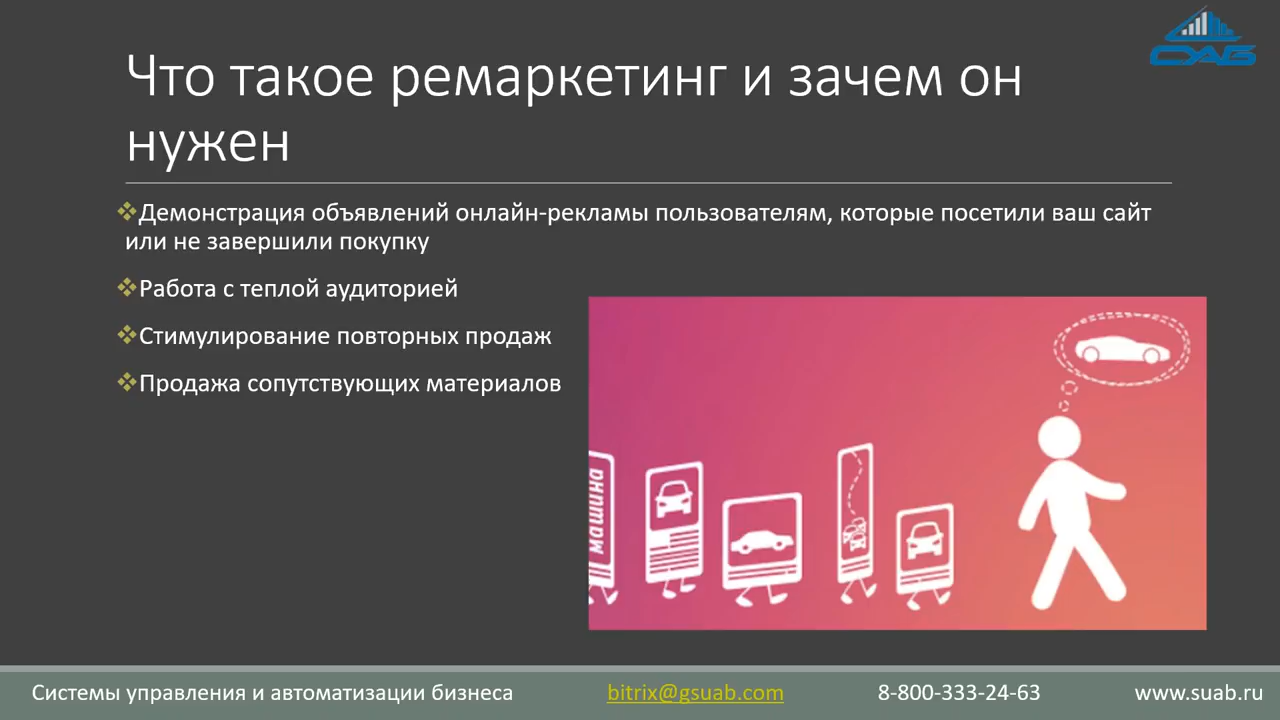 САБ
Что такое ремаркетинг и зачем он
нужен
❖Демонстрация объявлений онлайн-рекламы пользователям, которые посетили ваш сайт
или не завершили покупку
❖Работа с теплой аудиторией
❖Стимулирование повторных продаж
❖Продажа сопутствующих материалов
машина
Системы управления и автоматизации бизнеса bitrix@gsuab.com 8-800-333-24-63 www.suab.ru